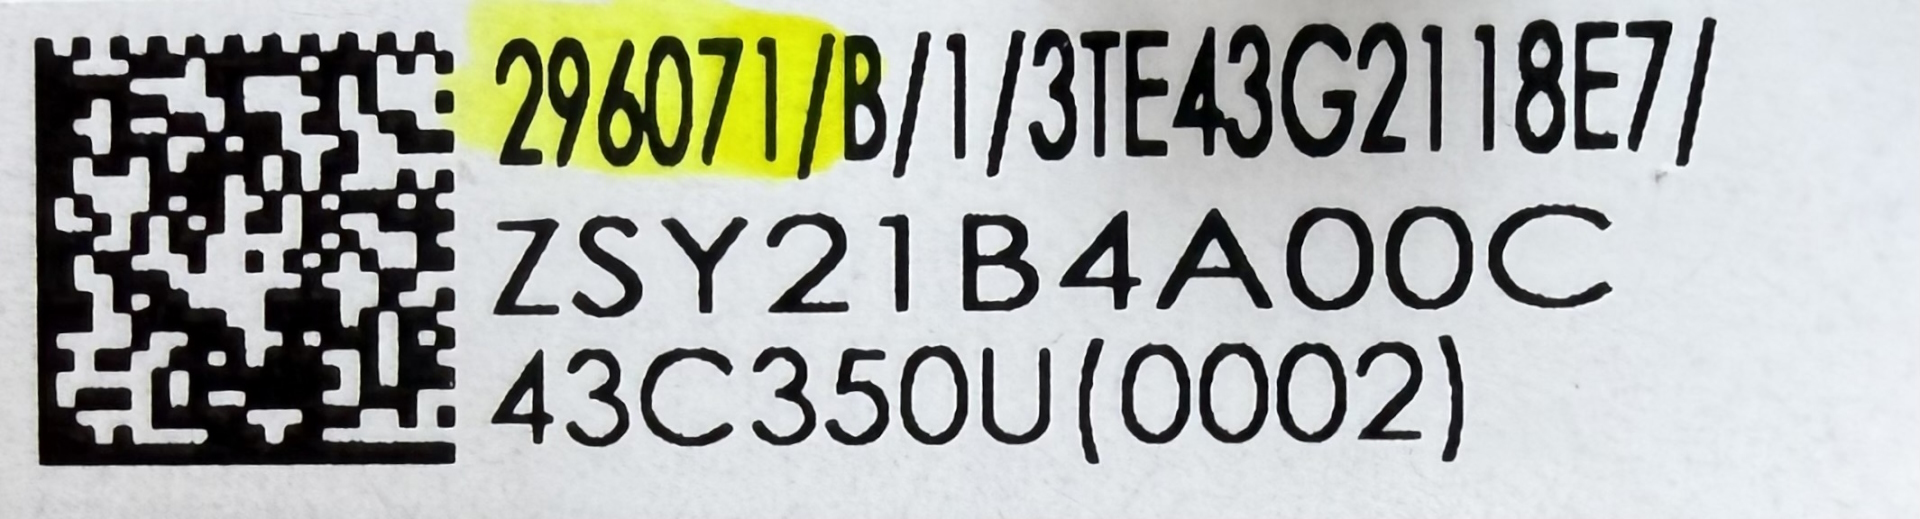 296071/B/1/3TE43G2118E7/
ZSY21B4A00C
43C350U(0002)